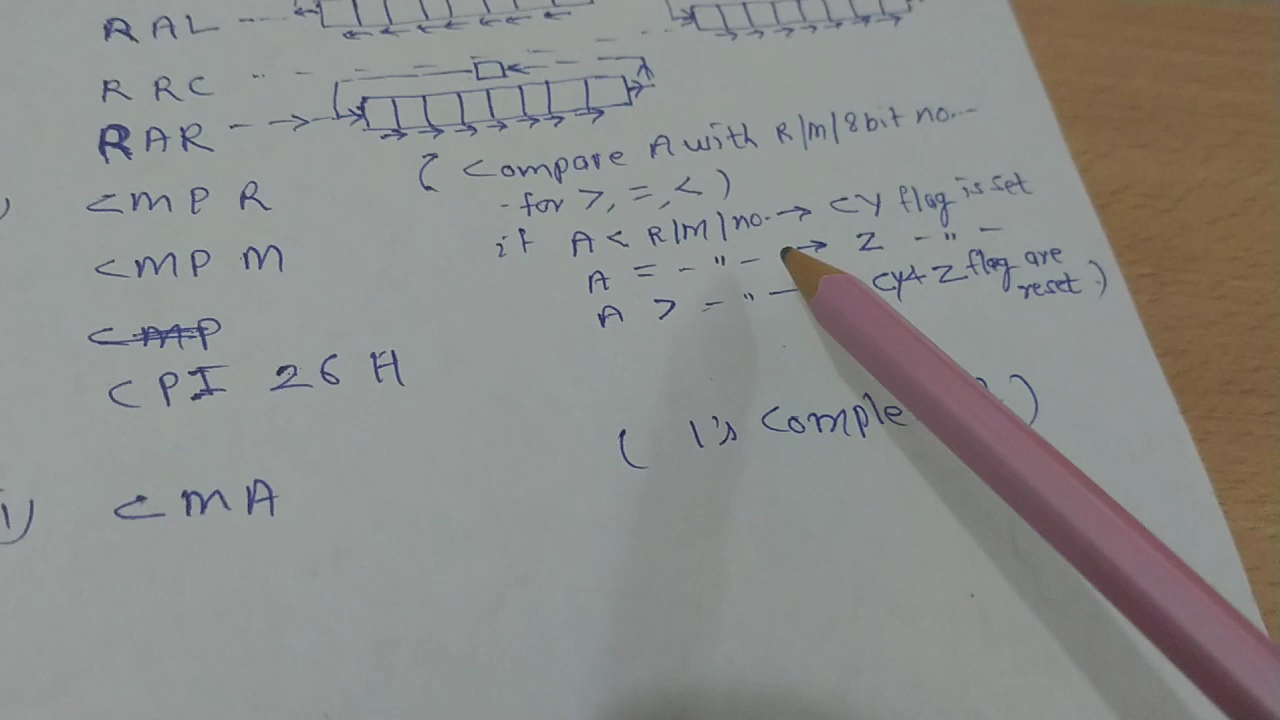 RAL
RRC
RAR
CMP R
(Compare A with R/M/8bit no.
- for >, =, <)
if A < R/M/no. → CY flag is set
CMP M
A = - " - → Z - " -
A > - " - CY & Z flag are
reset.)
CMP
CPI 26 H
( 1's comple )
i) CMA